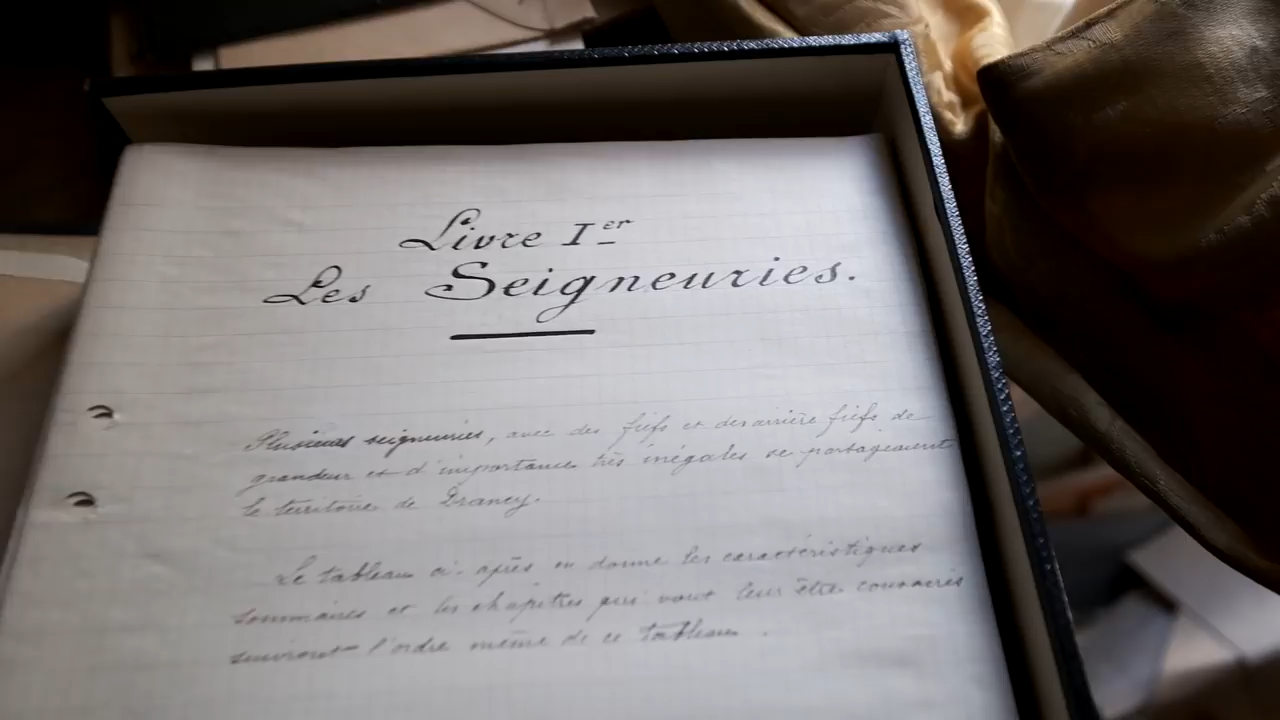 Livre Ier
Les Seigneuries.
Plusieurs seigneuries, avec des fiefs et des arrière fiefs de
grandeur et d'importance très inégales se partageaient
le territoire de Drancy.
Le tableau ci-après en donne les caractéristiques
sommaires et les chapitres qui vont leur être consacrés
suivront l'ordre même de ce tableau.